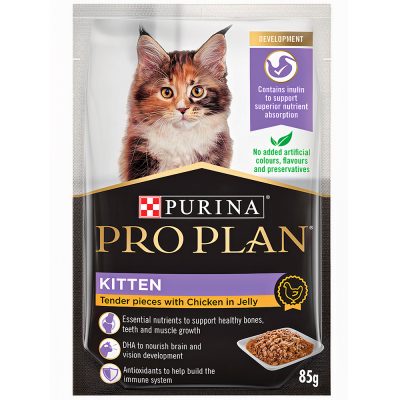 DEVELOPMENT
Contains inulin
to support
superior nutrient
absorption
No added artificial
colours, flavours
and preservatives
PURINA
PRO PLAN®
KITTEN
Tender pieces with Chicken in Jelly
Essential nutrients to support healthy bones,
teeth and muscle growth
DHA to nourish brain and
vision development
Antioxidants to help build the
immune system
85g